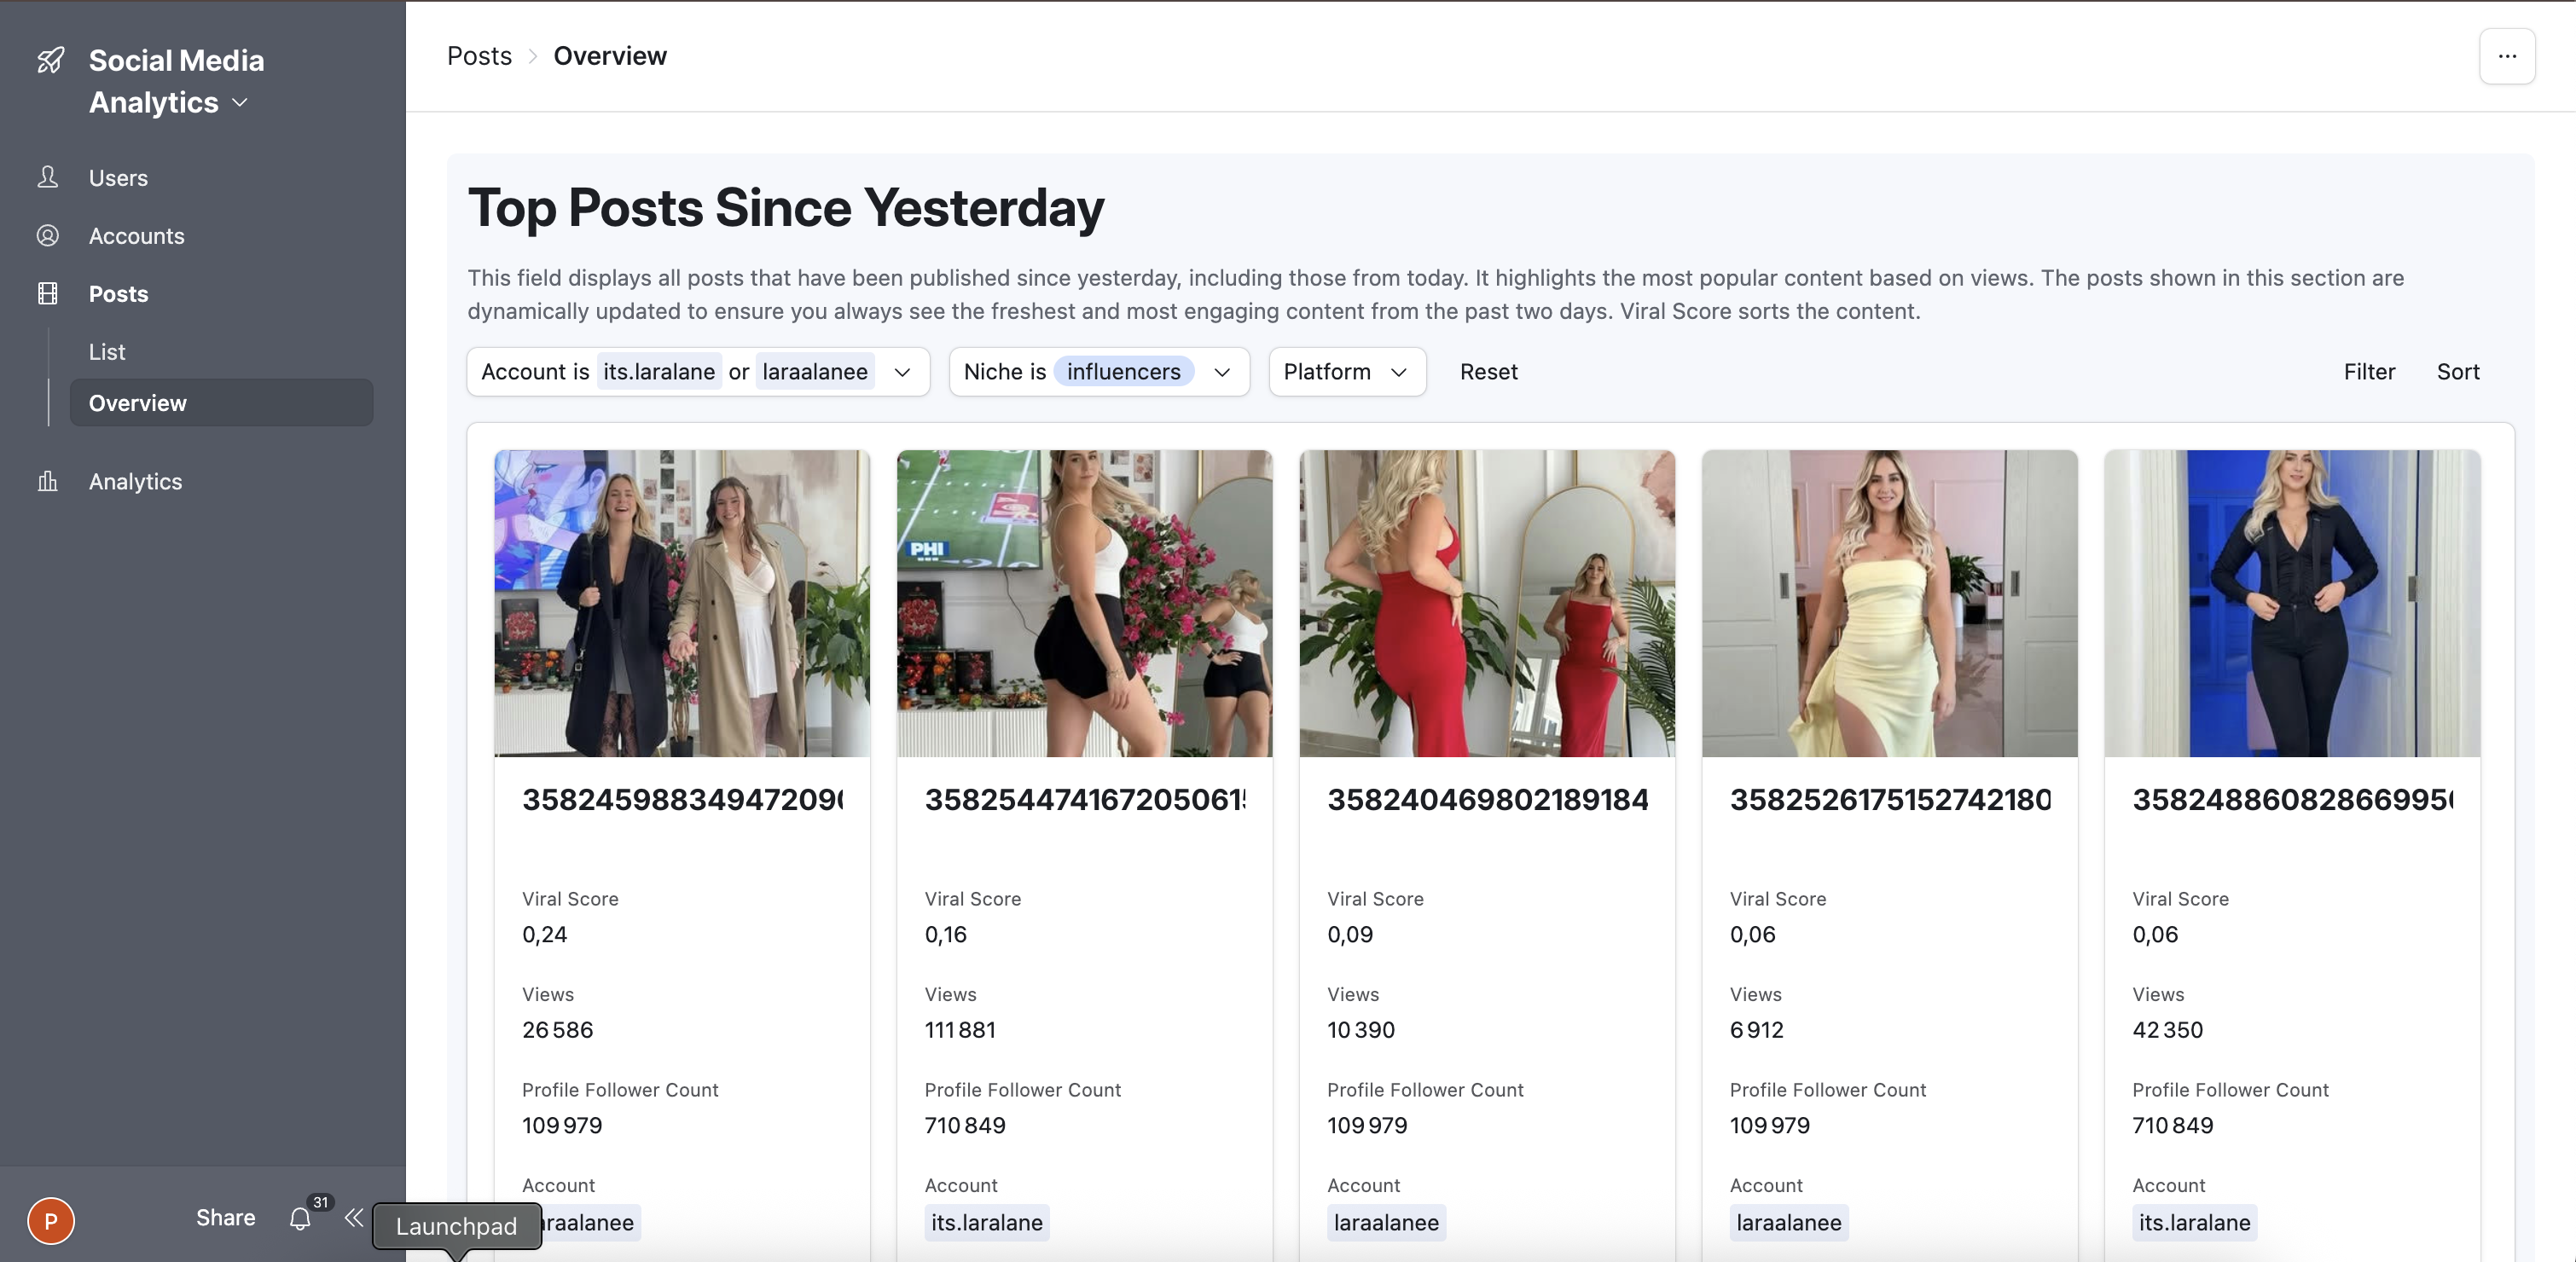 Social Media
Analytics
Users
Accounts
Posts
List
Overview
Analytics
Share
31
P
Launchpad
Posts
Overview
Top Posts Since Yesterday
This field displays all posts that have been published since yesterday, including those from today. It highlights the most popular content based on views. The posts shown in this section are
dynamically updated to ensure you always see the freshest and most engaging content from the past two days. Viral Score sorts the content.
Account is its.laralane or laraalanee
Niche is influencers
Platform
Reset
Filter
Sort
PHI
358245988349472090
Viral Score
0,24
Views
26 586
Profile Follower Count
109 979
Account
araalanee
3582544741672050615
Viral Score
0,16
Views
111 881
Profile Follower Count
710 849
Account
its.laralane
358240469802189184
Viral Score
0,09
Views
10 390
Profile Follower Count
109 979
Account
laraalanee
3582526175152742180
Viral Score
0,06
Views
6 912
Profile Follower Count
109 979
Account
laraalanee
358248860828669950
Viral Score
0,06
Views
42 350
Profile Follower Count
710 849
Account
its.laralane